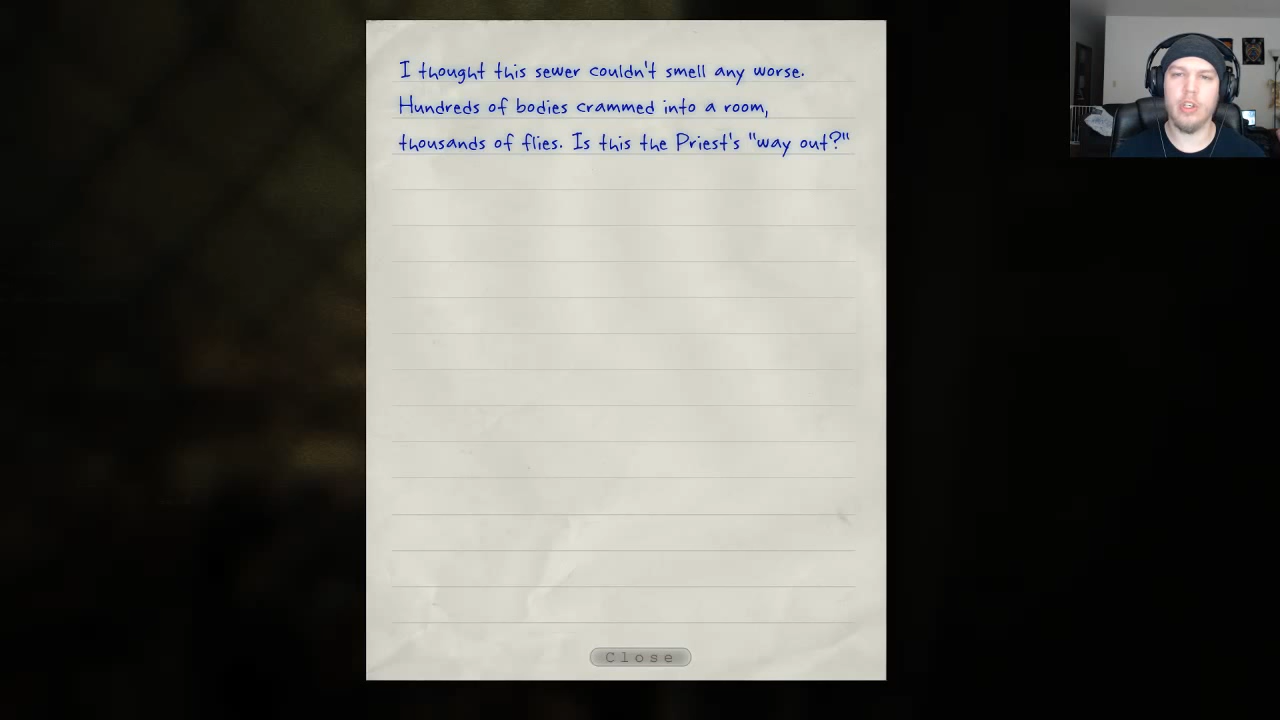 I thought this sewer couldn't smell any worse.
Hundreds of bodies crammed into a room,
thousands of flies. Is this the Priest's "way out?"
Close